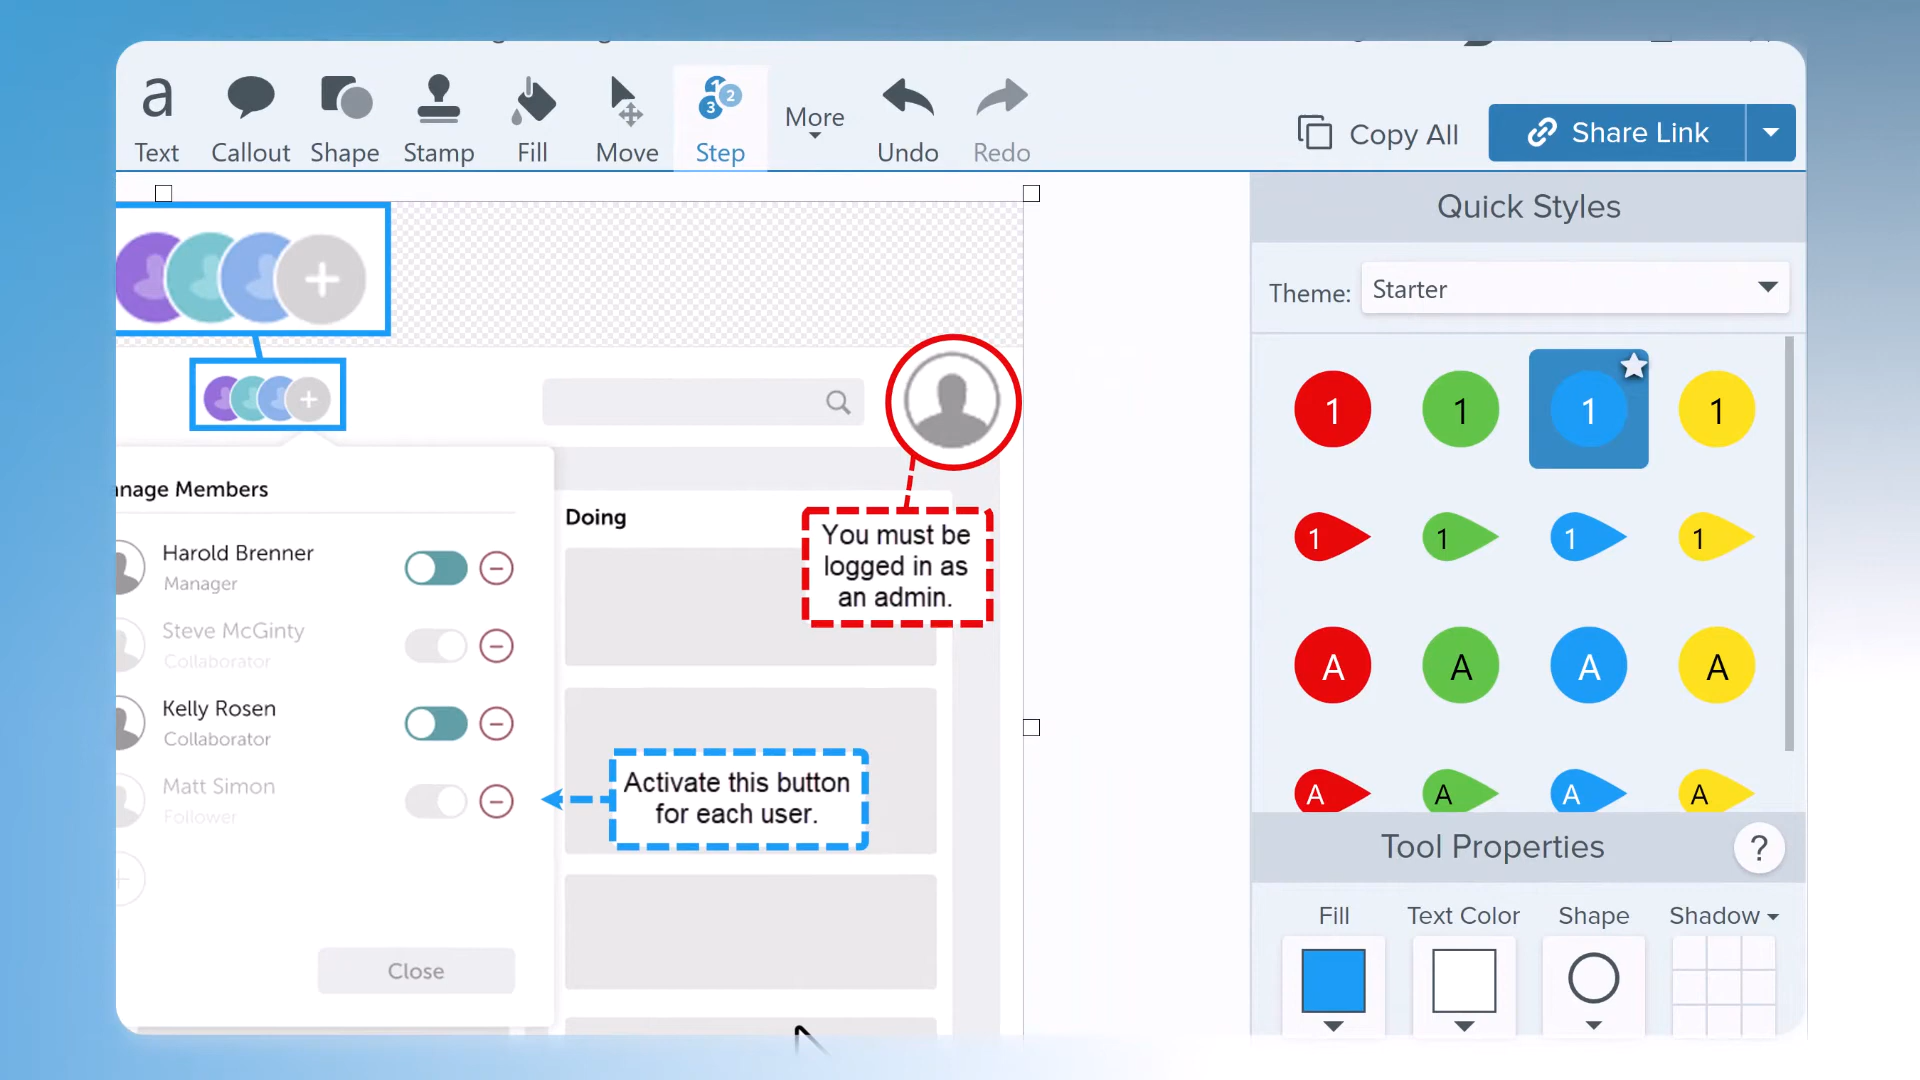 a
1 2
3
Text Callout Shape Stamp Fill Move Step More Undo Redo
Copy All
Share Link
Quick Styles
Theme: Starter
1 1 1 1
1 1 1 1
A A A A
A A A A
Tool Properties ?
Fill Text Color Shape Shadow
nage Members
Harold Brenner
Manager
Steve McGinty
Collaborator
Kelly Rosen
Collaborator
Matt Simon
Follower
Close
Doing
You must be
logged in as
an admin.
Activate this button
for each user.